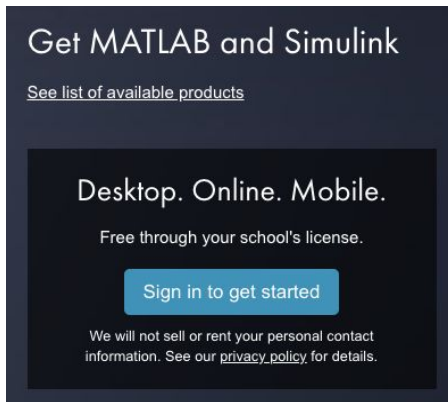 Get MATLAB and Simulink
See list of available products
Desktop. Online. Mobile.
Free through your school's license.
Sign in to get started
We will not sell or rent your personal contact
information. See our privacy policy for details.